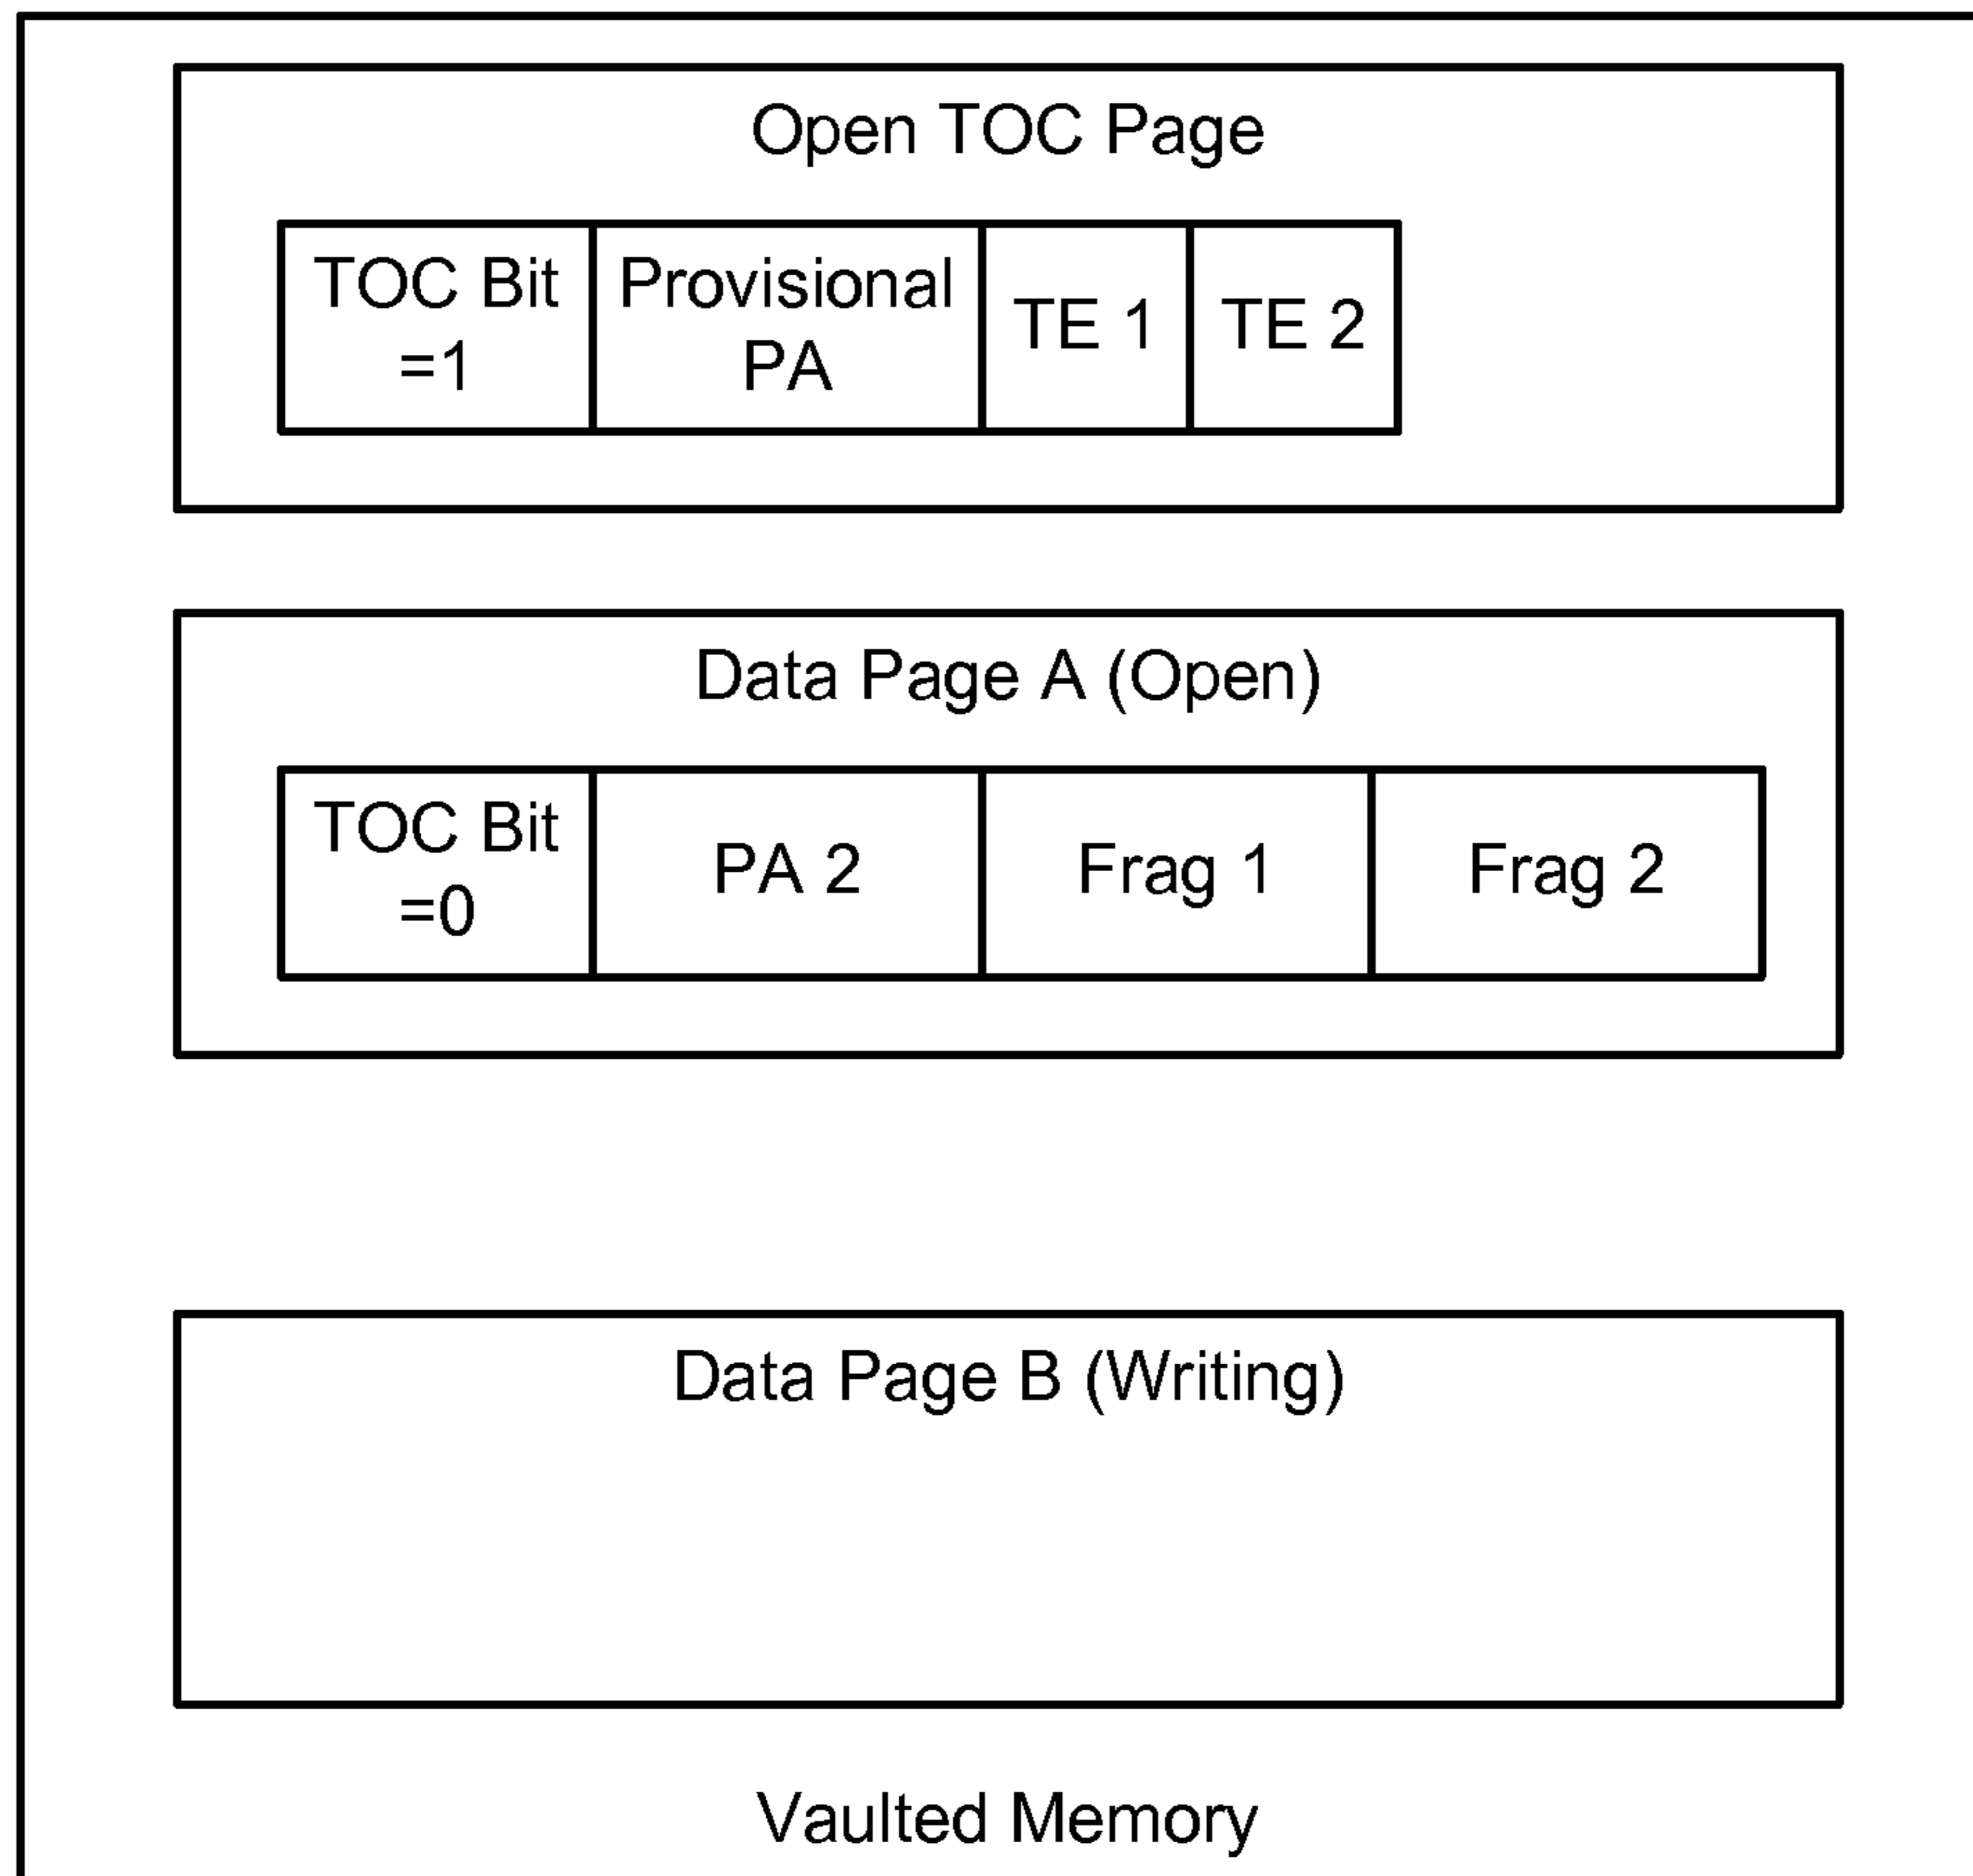 Open TOC Page
TOC Bit
=1
Provisional
PA
TE 1
TE 2
Data Page A (Open)
TOC Bit
=0
PA 2
Frag 1
Frag 2
Data Page B (Writing)
Vaulted Memory